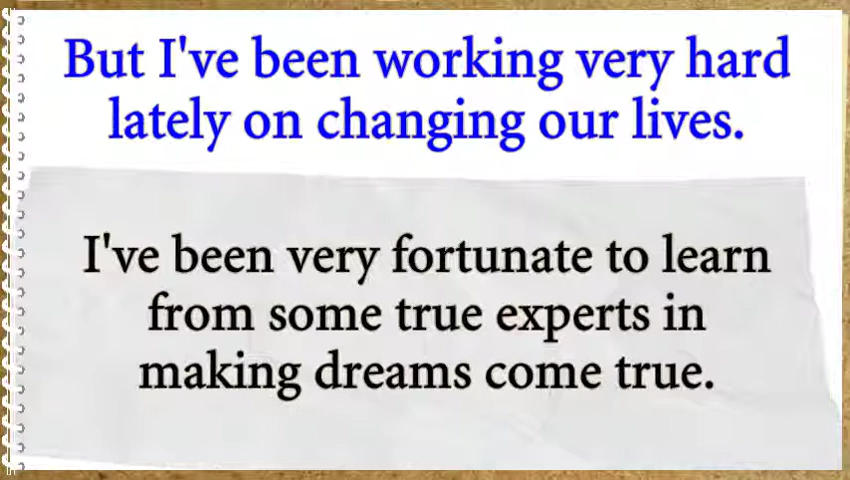 But I've been working very hard
lately on changing our lives.
I've been very fortunate to learn
from some true experts in
making dreams come true.